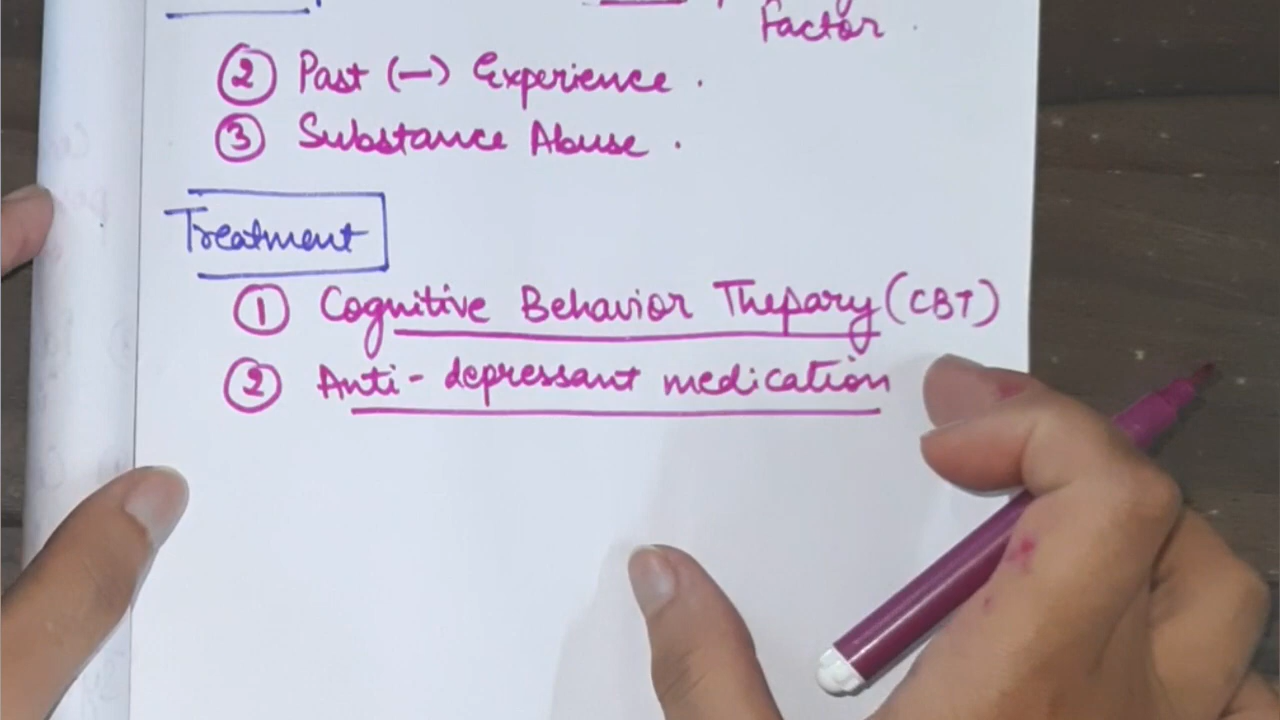 Factor.
② Past (—) Experience.
③ Substance Abuse.
Treatment
① Cognitive Behavior Thepary (CBT)
② Anti-depressant medication